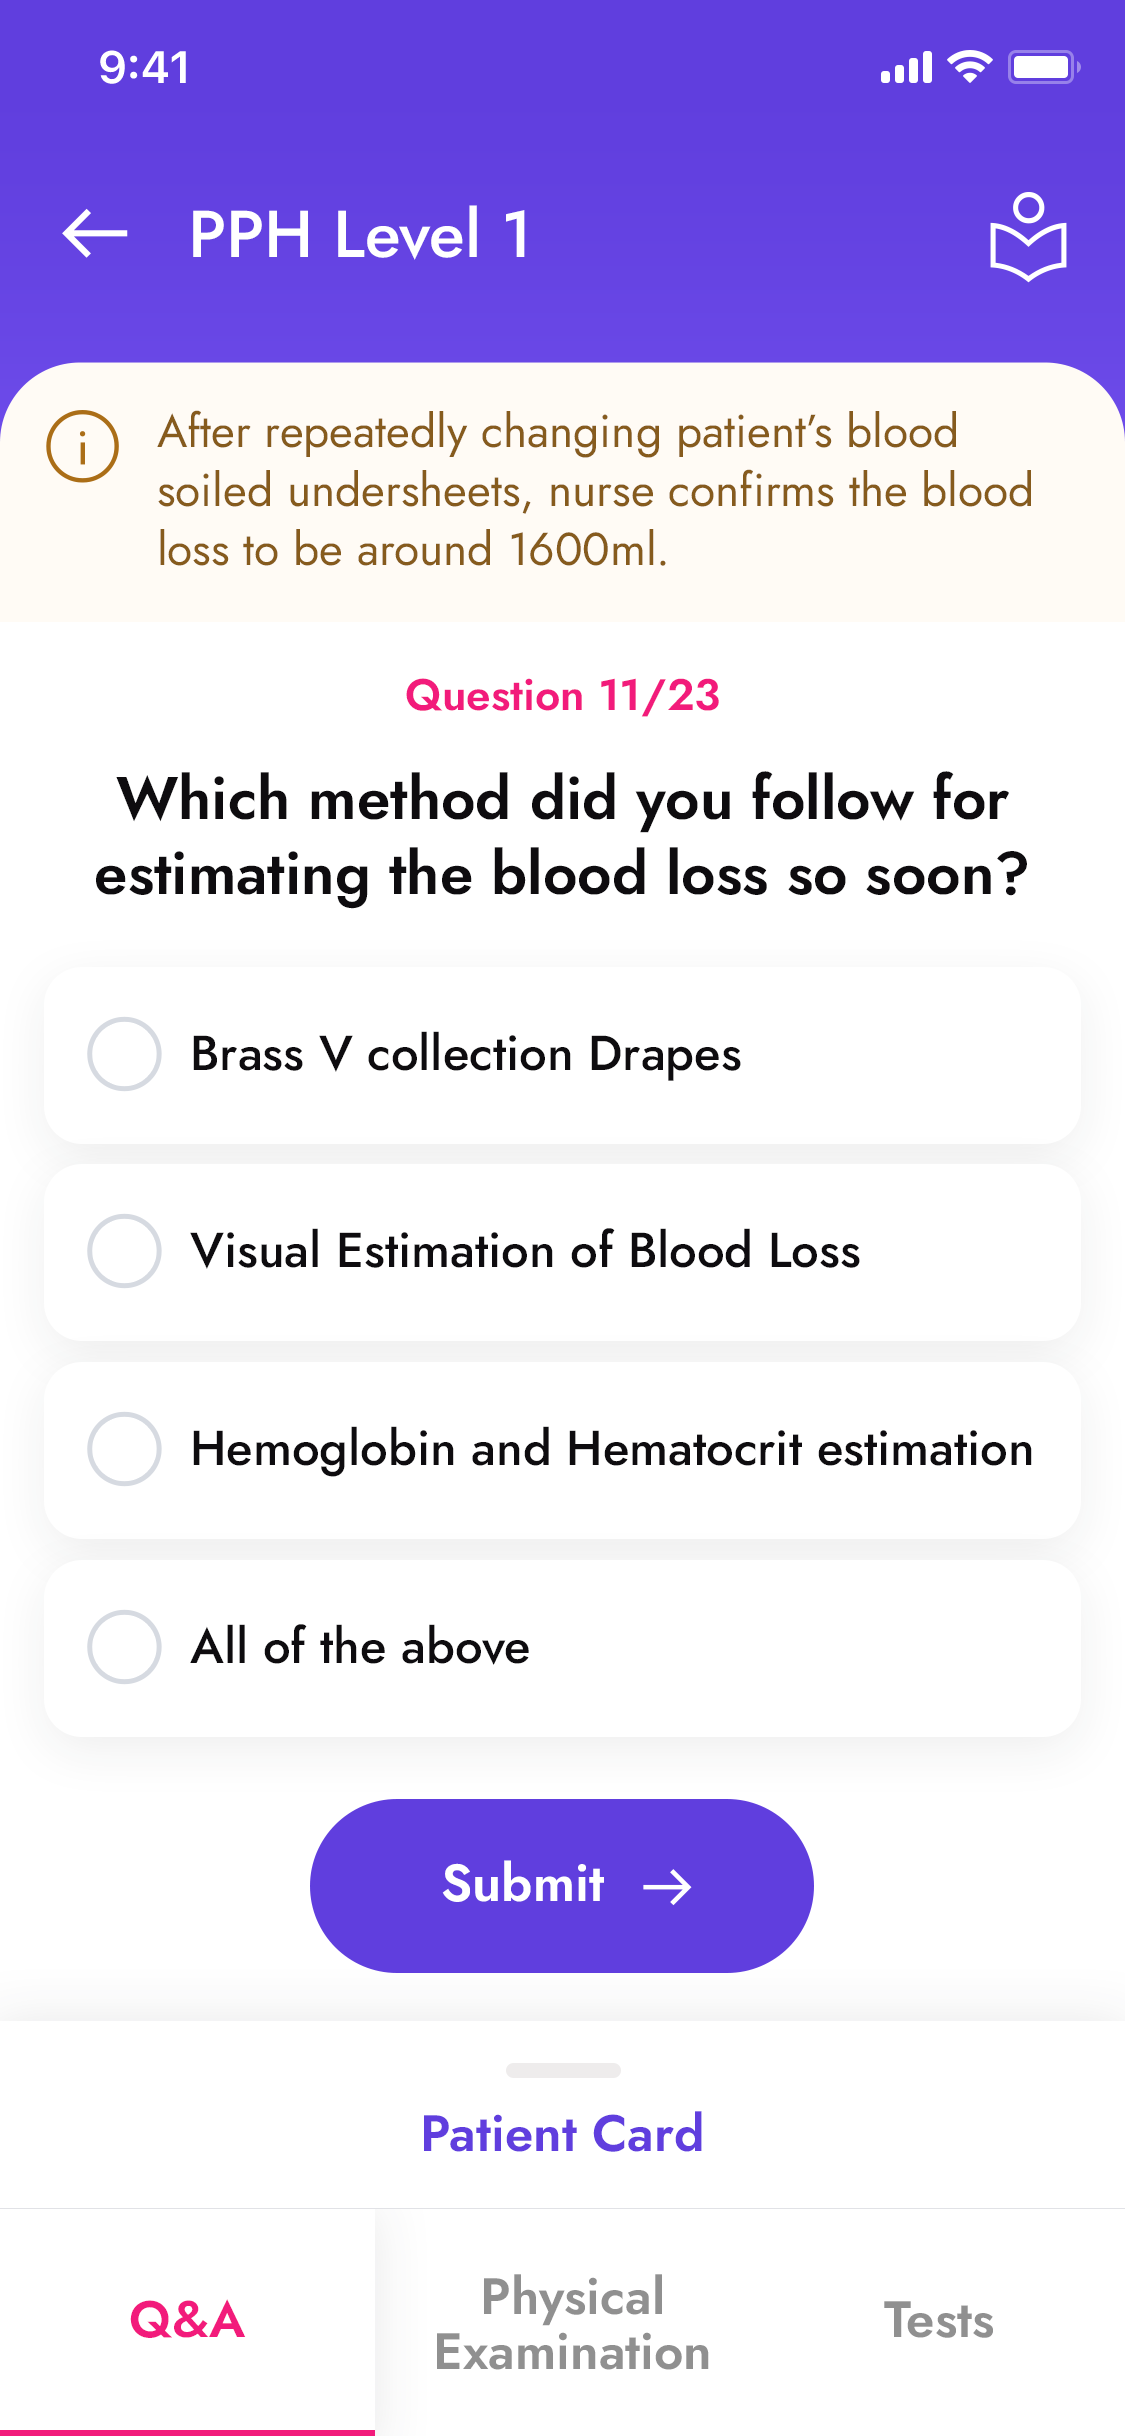 9:41
PPH Level 1
After repeatedly changing patient’s blood
soiled undersheets, nurse confirms the blood
loss to be around 1600ml.
Question 11/23
Which method did you follow for
estimating the blood loss so soon?
Brass V collection Drapes
Visual Estimation of Blood Loss
Hemoglobin and Hematocrit estimation
All of the above
Submit →
Patient Card
Q&A
Physical
Examination
Tests